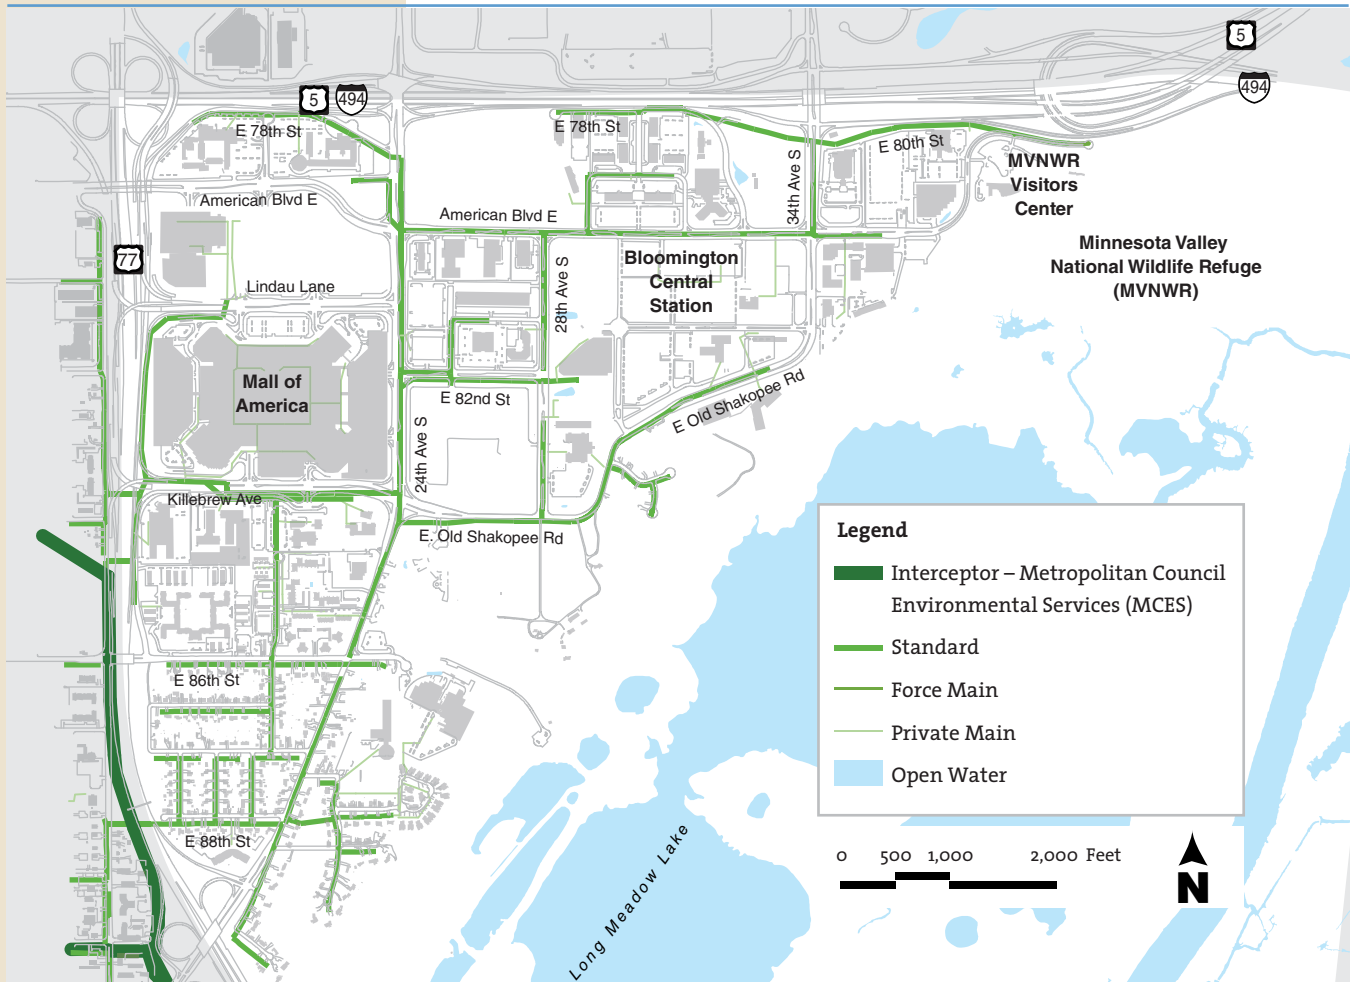 5
494
5
494
E 78th St
E 78th St
E 80th St
34th Ave S
MVNWR
Visitors
Center
American Blvd E
American Blvd E
Minnesota Valley
National Wildlife Refuge
(MVNWR)
77
Bloomington
Central
Station
28th Ave S
Lindau Lane
Mall of
America
E 82nd St
E Old Shakopee Rd
24th Ave S
Killebrew Ave
E. Old Shakopee Rd
E 86th St
E 88th St
Long Meadow Lake
Legend
Interceptor – Metropolitan Council
Environmental Services (MCES)
Standard
Force Main
Private Main
Open Water
0 500 1,000 2,000 Feet
N